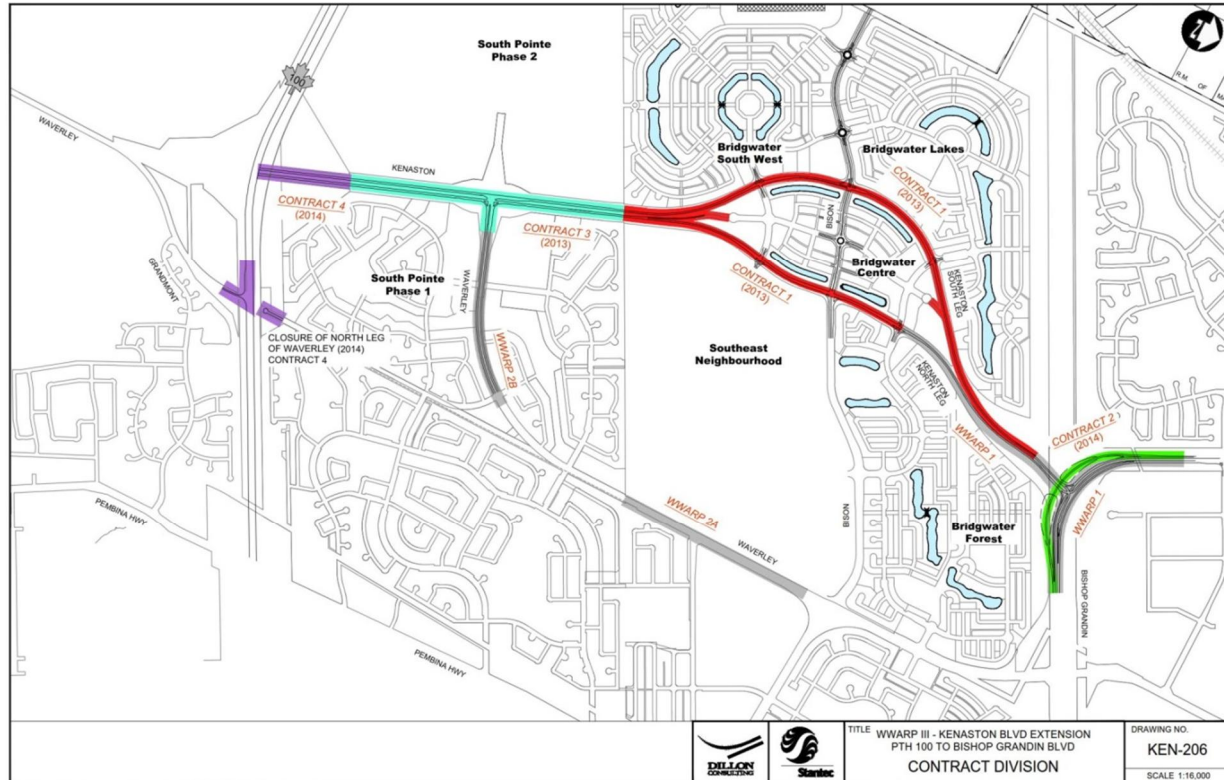 South Pointe
Phase 2
100
WAVERLEY
KENASTON
Bridgwater
South West
Bridgwater Lakes
R.M. OF
CONTRACT 4
(2014)
CONTRACT 3
(2013)
CONTRACT 1
(2013)
BISON
Bridgwater
Centre
CONTRACT 1
(2013)
KENASTON
SOUTH LEG
GRANDMONT
South Pointe
Phase 1
WAVERLEY
WWARP 2B
CLOSURE OF NORTH LEG
OF WAVERLEY (2014)
CONTRACT 4
Southeast
Neighbourhood
KENASTON
NORTH LEG
WWARP 1
CONTRACT 2
(2014)
WWARP 1
PEMBINA HWY
WWARP 2A
WAVERLEY
BISON
Bridgwater
Forest
BISHOP GRANDIN
PEMBINA HWY
DILLON
CONSULTING
Stantec
TITLE WWARP III - KENASTON BLVD EXTENSION
PTH 100 TO BISHOP GRANDIN BLVD
CONTRACT DIVISION
DRAWING NO.
KEN-206
SCALE 1:16,000